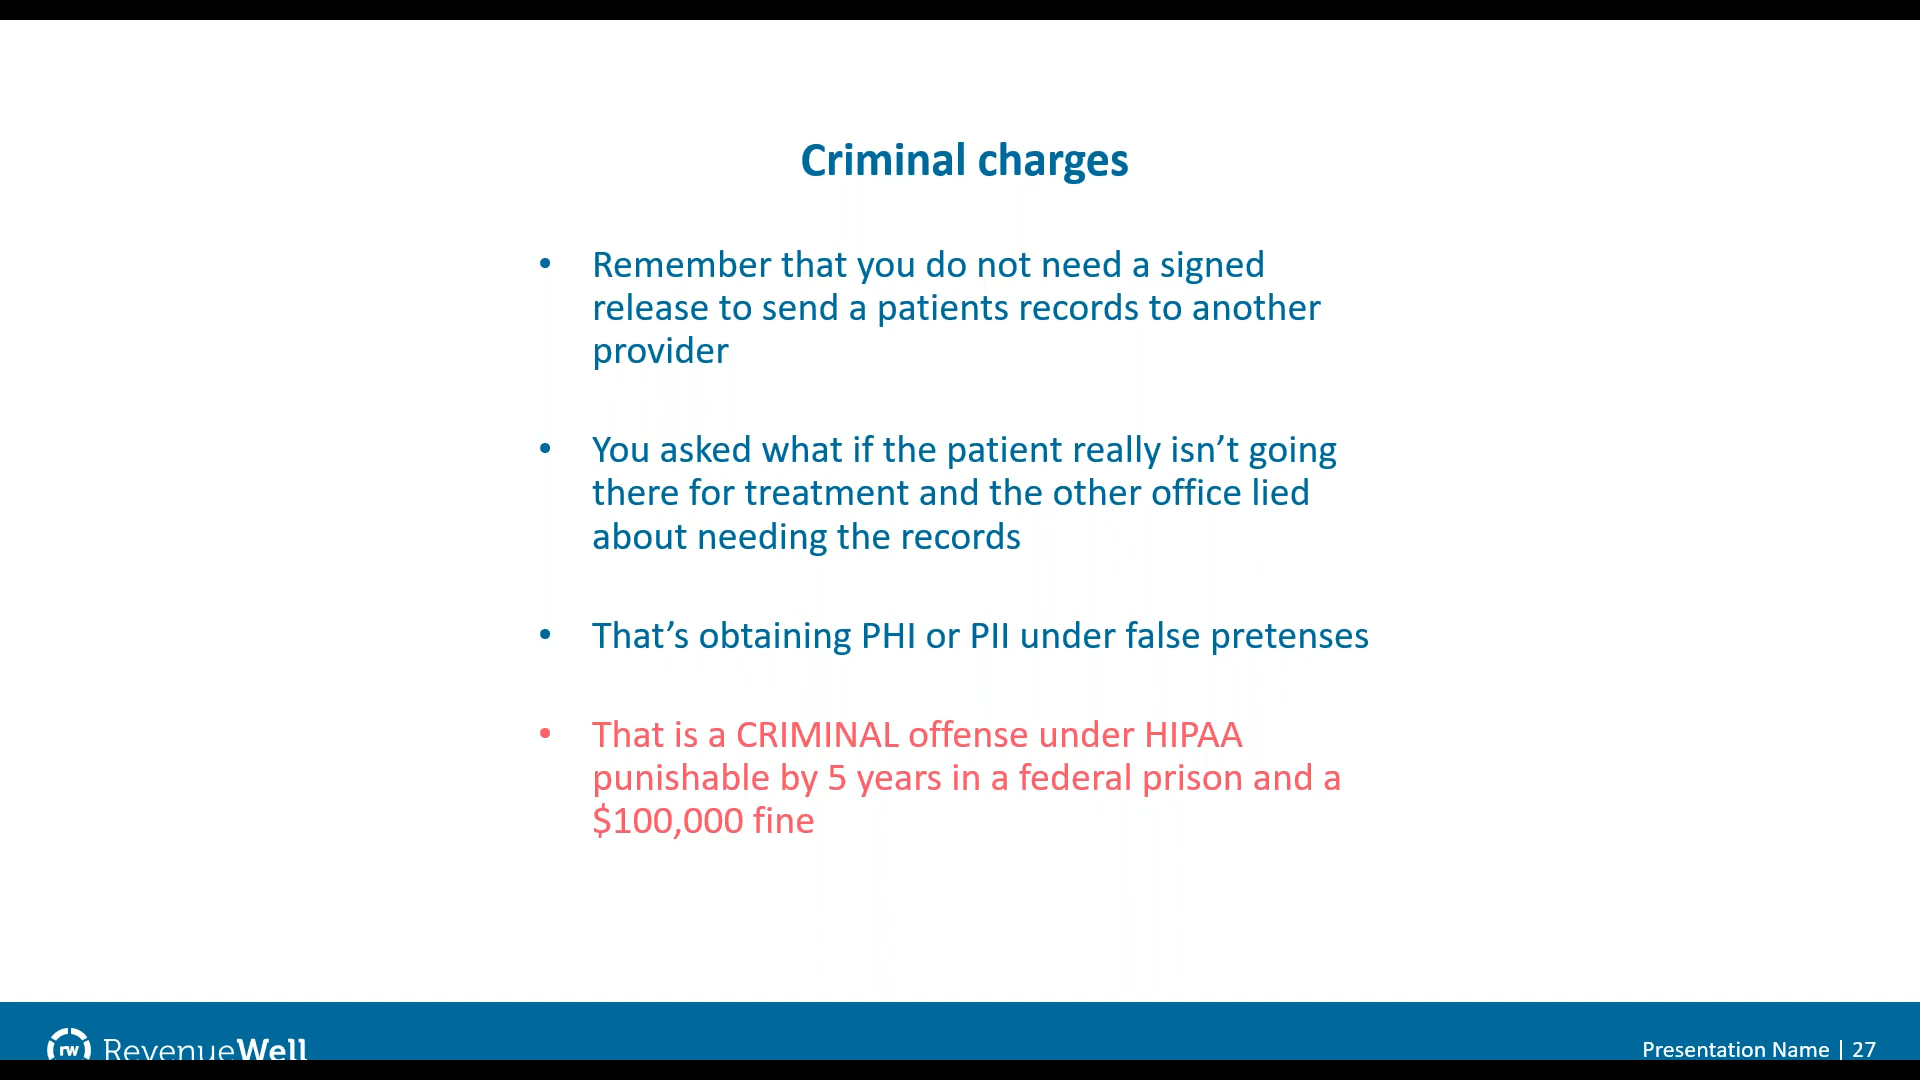 Criminal charges
• Remember that you do not need a signed
release to send a patients records to another
provider
• You asked what if the patient really isn’t going
there for treatment and the other office lied
about needing the records
• That’s obtaining PHI or PII under false pretenses
• That is a CRIMINAL offense under HIPAA
punishable by 5 years in a federal prison and a
$100,000 fine
rw RevenueWell
Presentation Name | 27